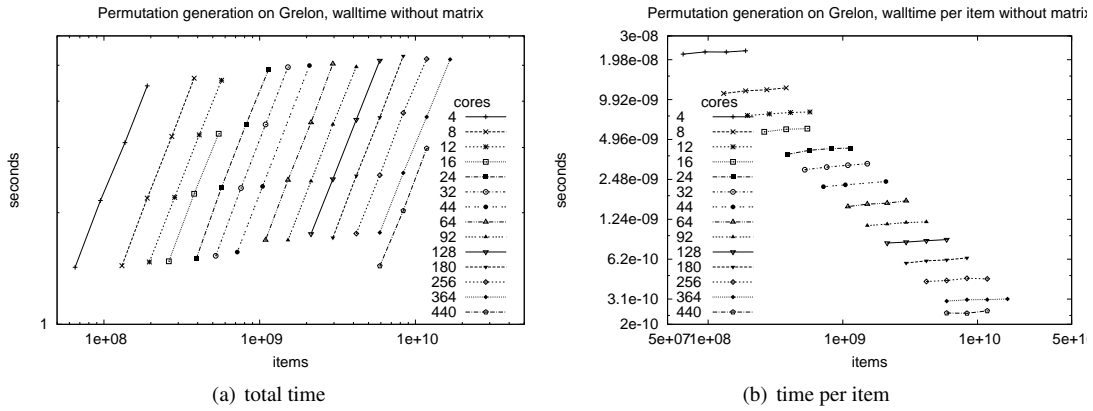 Permutation generation on Grelon, walltime without matrix
seconds
1
1e+08
1e+09
1e+10
items
cores
4
8
12
16
24
32
44
64
92
128
180
256
364
440
(a) total time
Permutation generation on Grelon, walltime per item without matrix
seconds
3e-08
1.98e-08
9.92e-09
4.96e-09
2.48e-09
1.24e-09
6.2e-10
3.1e-10
2e-10
5e+07
1e+08
1e+09
1e+10
5e+10
items
cores
4
8
12
16
24
32
44
64
92
128
180
256
364
440
(b) time per item